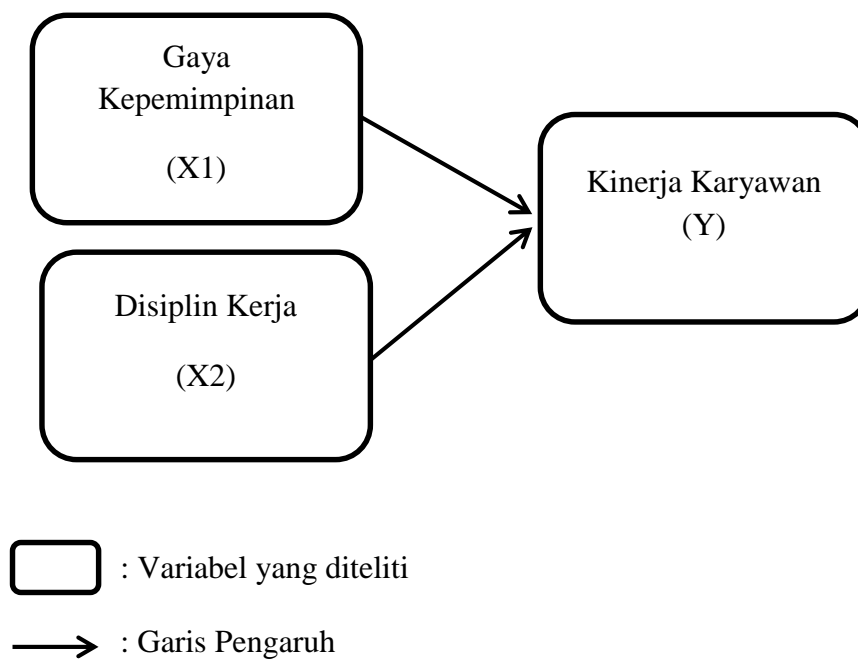 Gaya
Kepemimpinan
(X1)
Kinerja Karyawan
(Y)
Disiplin Kerja
(X2)
: Variabel yang diteliti
: Garis Pengaruh